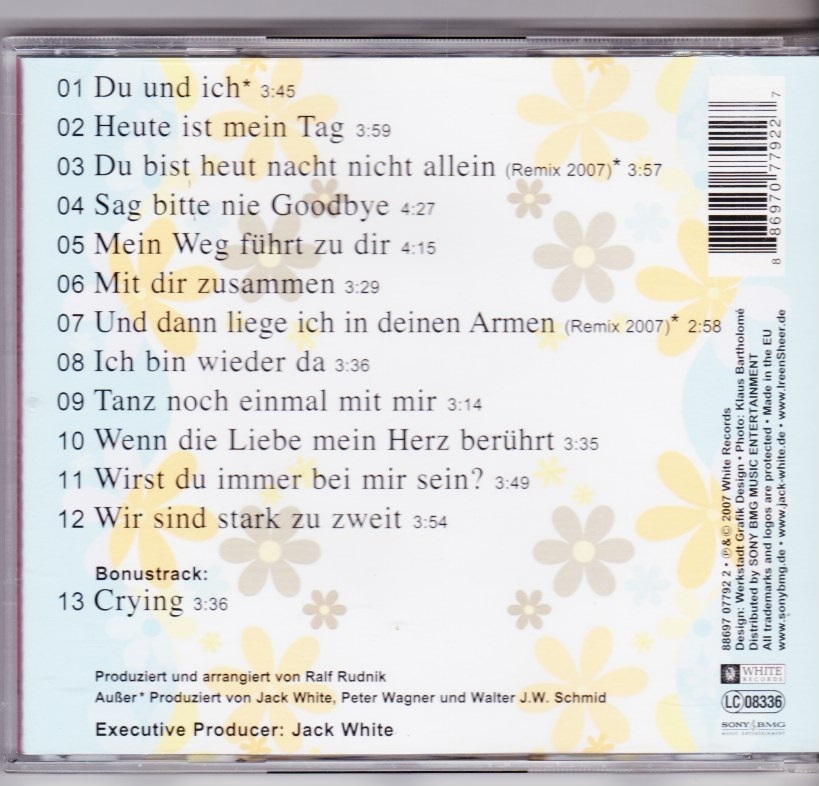 01 Du und ich* 3:45
02 Heute ist mein Tag 3:59
03 Du bist heut nacht nicht allein (Remix 2007)* 3:57
04 Sag bitte nie Goodbye 4:27
05 Mein Weg führt zu dir 4:15
06 Mit dir zusammen 3:29
07 Und dann liege ich in deinen Armen (Remix 2007)* 2:58
08 Ich bin wieder da 3:36
09 Tanz noch einmal mit mir 3:14
10 Wenn die Liebe mein Herz berührt 3:35
11 Wirst du immer bei mir sein? 3:49
12 Wir sind stark zu zweit 3:54
Bonustrack:
13 Crying 3:36
Produziert und arrangiert von Ralf Rudnik
Außer* Produziert von Jack White, Peter Wagner und Walter J.W. Schmid
Executive Producer: Jack White
8 86970 77922 7
88697 07792 2 • ℗&© 2007 White Records
Design: Werkstadt Grafik Design • Photo: Klaus Bartholomé
Distributed by SONY BMG MUSIC ENTERTAINMENT
All trademarks and logos are protected • Made in the EU
www.sonybmg.de • www.jack-white.de • www.IreenSheer.de
WHITE
RECORDS
LC 08336
SONY BMG
MUSIC ENTERTAINMENT